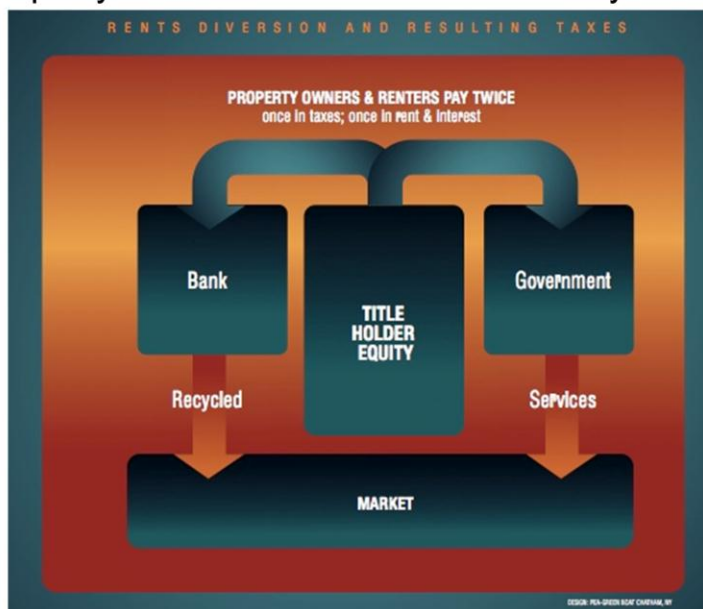 RENTS DIVERSION AND RESULTING TAXES
PROPERTY OWNERS & RENTERS PAY TWICE
once in taxes; once in rent & interest
Bank
TITLE
HOLDER
EQUITY
Government
Recycled
Services
MARKET
DESIGN: PEA-GREEN BOAT CHATHAM, NY